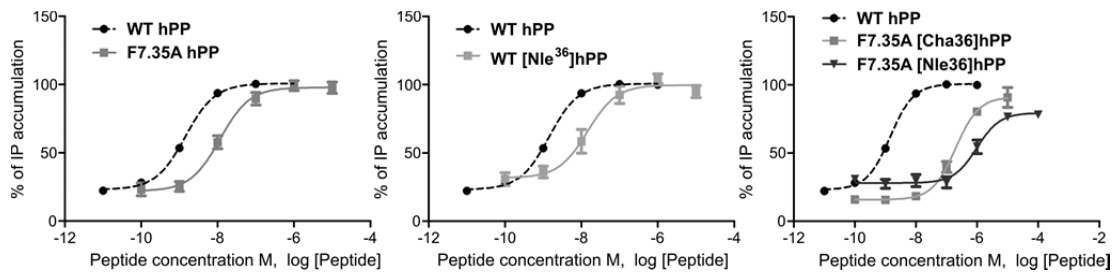 150
100
50
0
% of IP accumulation
WT hPP
F7.35A hPP
-12
-10
-8
-6
-4
Peptide concentration M, log [Peptide]
150
100
50
0
% of IP accumulation
WT hPP
WT [Nle³⁶]hPP
-12
-10
-8
-6
-4
Peptide concentration M, log [Peptide]
150
100
50
0
% of IP accumulation
WT hPP
F7.35A [Cha36]hPP
F7.35A [Nle36]hPP
-12
-10
-8
-6
-4
-2
Peptide concentration M, log [Peptide]